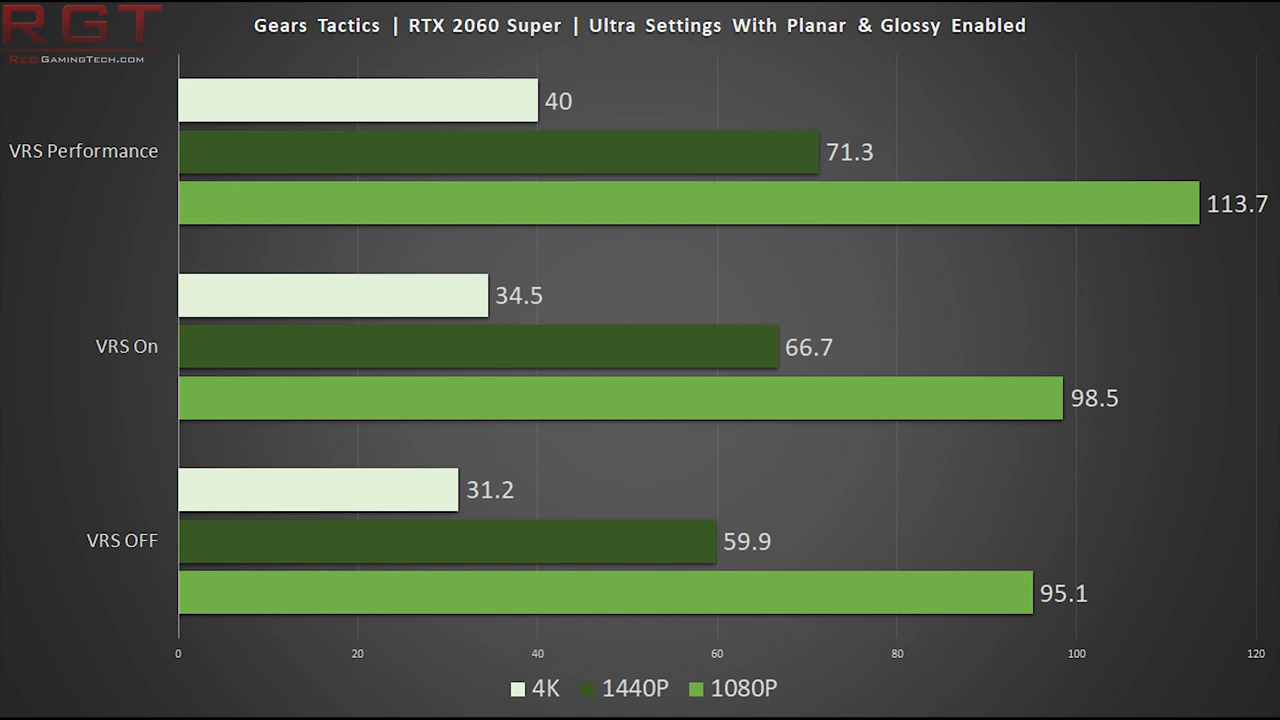 RGT
REDGAMINGTECH.COM
Gears Tactics | RTX 2060 Super | Ultra Settings With Planar & Glossy Enabled
40
VRS Performance
71.3
113.7
34.5
VRS On
66.7
98.5
31.2
VRS OFF
59.9
95.1
0 20 40 60 80 100 120
4K 1440P 1080P